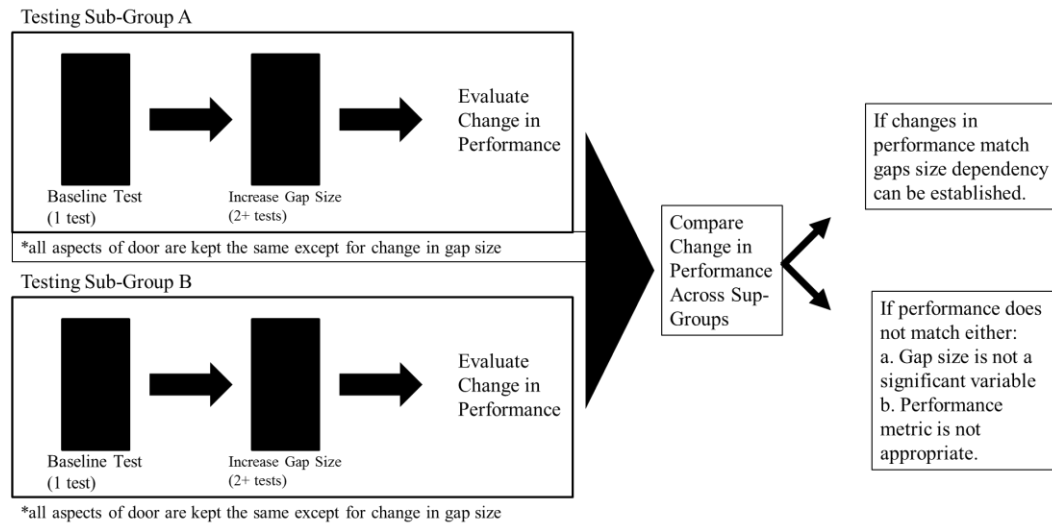 Testing Sub-Group A
Evaluate
Change in
Performance
Baseline Test
(1 test)
Increase Gap Size
(2+ tests)
*all aspects of door are kept the same except for change in gap size
Testing Sub-Group B
Evaluate
Change in
Performance
Baseline Test
(1 test)
Increase Gap Size
(2+ tests)
*all aspects of door are kept the same except for change in gap size
Compare
Change in
Performance
Across Sup-
Groups
If changes in
performance match
gaps size dependency
can be established.
If performance does
not match either:
a. Gap size is not a
significant variable
b. Performance
metric is not
appropriate.